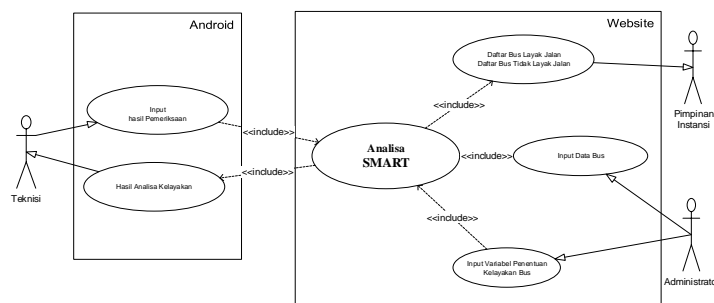 Android
Website
Input
hasil Pemeriksaan
Hasil Analisa Kelayakan
Teknisi
<<include>>
<<include>>
Analisa
SMART
<<include>>
<<include>>
<<include>>
Daftar Bus Layak Jalan
Daftar Bus Tidak Layak Jalan
Input Data Bus
Input Variabel Penentuan
Kelayakan Bus
Pimpinan
Instansi
Administrato